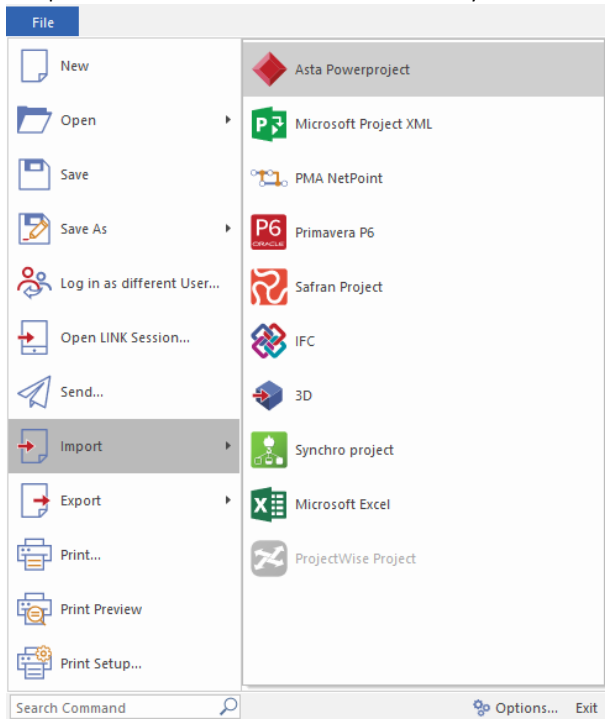 File
New
Open
Save
Save As
Log in as different User...
Open LINK Session...
Send...
Import
Export
Print...
Print Preview
Print Setup...
Asta Powerproject
P
Microsoft Project XML
PMA NetPoint
P6
ORACLE
Primavera P6
Safran Project
IFC
3D
Synchro project
X
Microsoft Excel
ProjectWise Project
Search Command
Options...
Exit